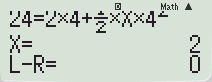 Math ▲
24=2×4+½×X×4²
X= 2
L-R= 0